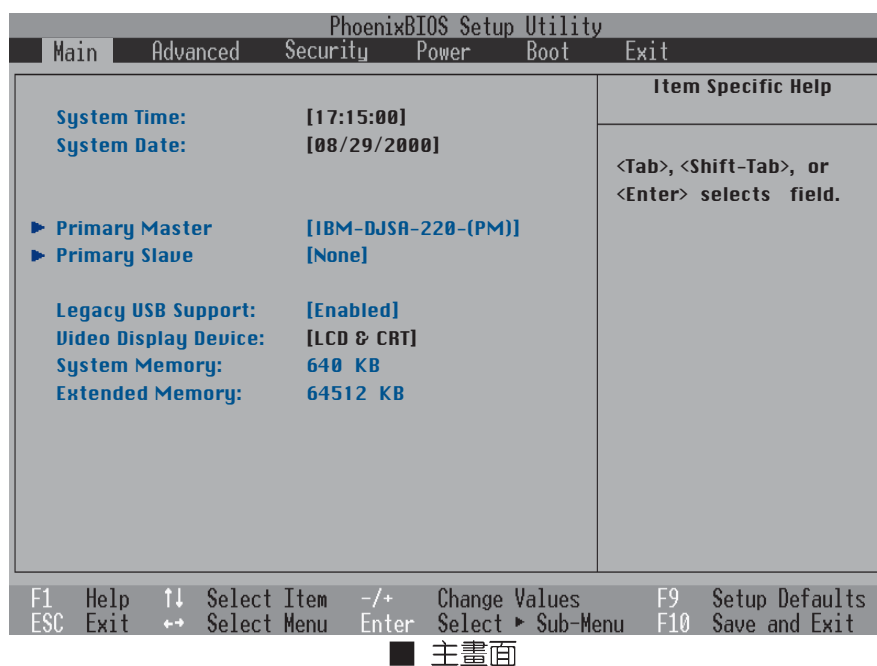 PhoenixBIOS Setup Utility
Main Advanced Security Power Boot Exit
Item Specific Help
System Time: [17:15:00]
System Date: [08/29/2000]
<Tab>, <Shift-Tab>, or
<Enter> selects field.
▶ Primary Master [IBM-DJSA-220-(PM)]
▶ Primary Slave [None]
Legacy USB Support: [Enabled]
Video Display Device: [LCD & CRT]
System Memory: 640 KB
Extended Memory: 64512 KB
F1 Help ↑↓ Select Item -/+ Change Values F9 Setup Defaults
ESC Exit ←→ Select Menu Enter Select ▶ Sub-Menu F10 Save and Exit
■ 主畫面